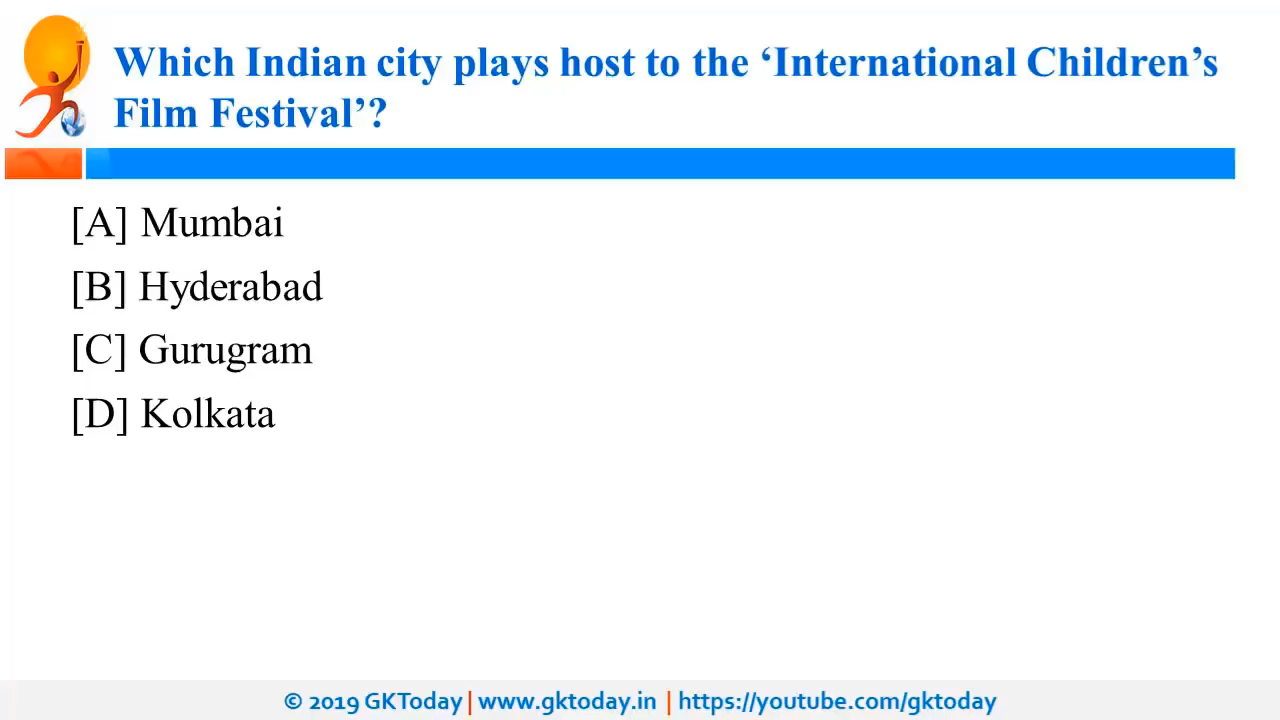 Which Indian city plays host to the ‘International Children’s
Film Festival’?
[A] Mumbai
[B] Hyderabad
[C] Gurugram
[D] Kolkata
© 2019 GKToday | www.gktoday.in | https://youtube.com/gktoday